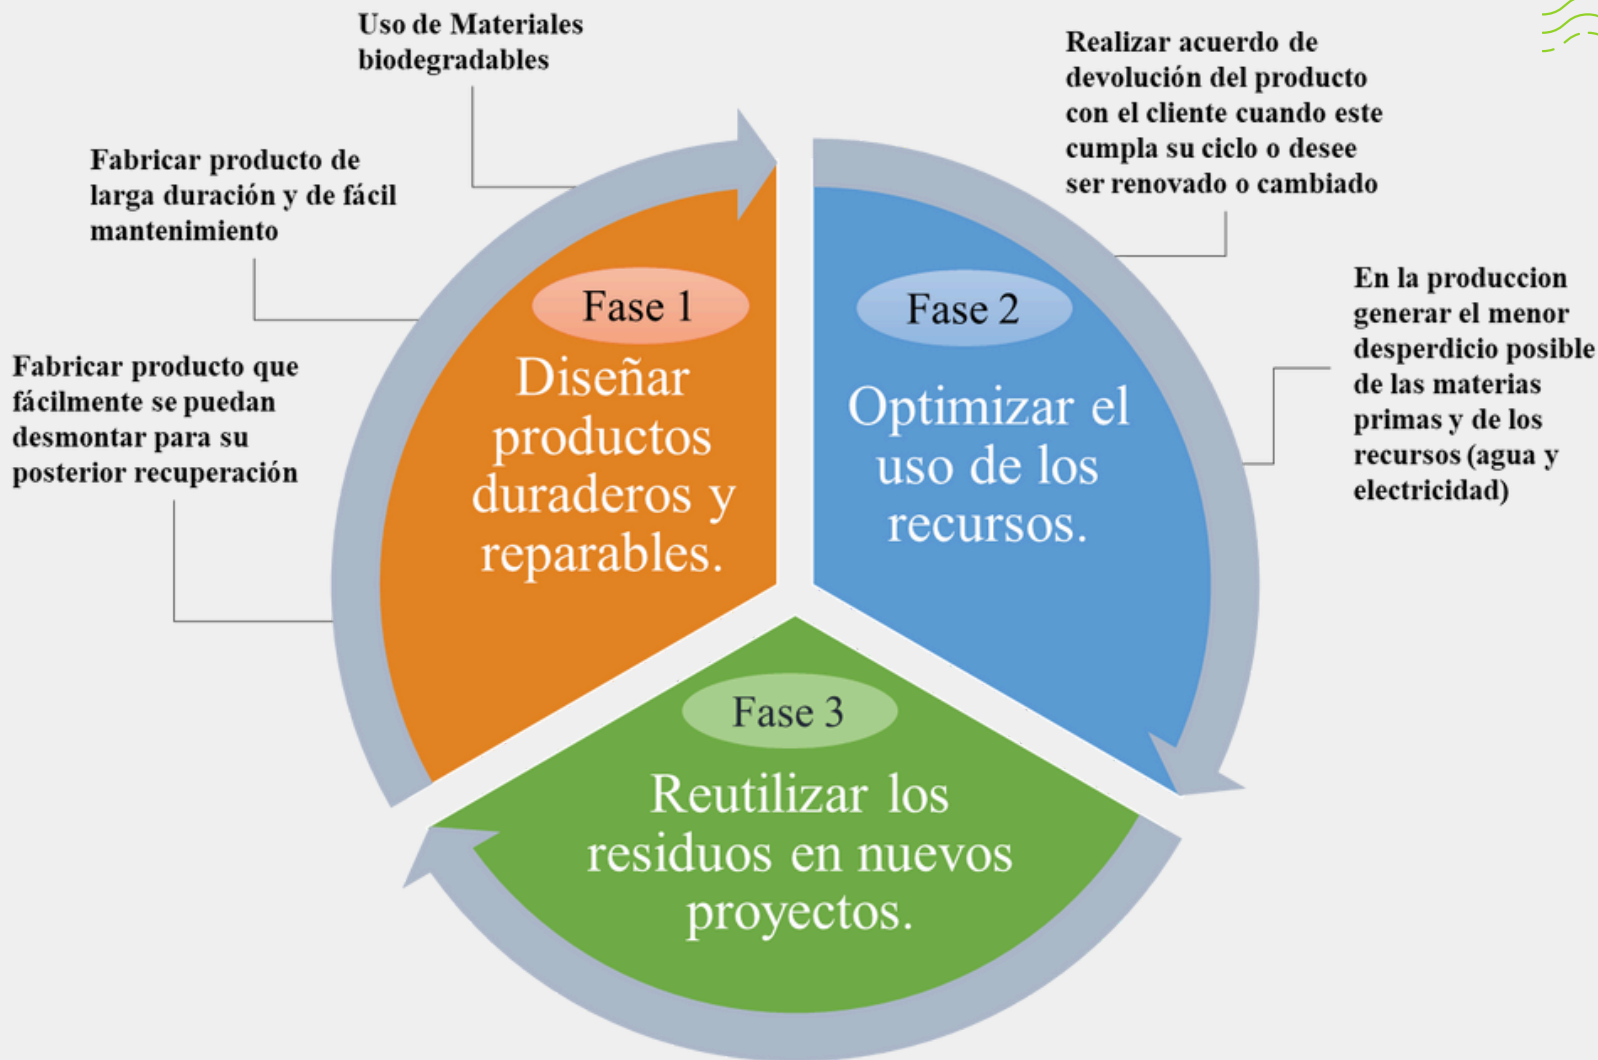 Uso de Materiales
biodegradables
Fabricar producto de
larga duración y de fácil
mantenimiento
Fabricar producto que
fácilmente se puedan
desmontar para su
posterior recuperación
Fase 1
Diseñar
productos
duraderos y
reparables.
Realizar acuerdo de
devolución del producto
con el cliente cuando este
cumpla su ciclo o desee
ser renovado o cambiado
En la produccion
generar el menor
desperdicio posible
de las materias
primas y de los
recursos (agua y
electricidad)
Fase 2
Optimizar el
uso de los
recursos.
Fase 3
Reutilizar los
residuos en nuevos
proyectos.